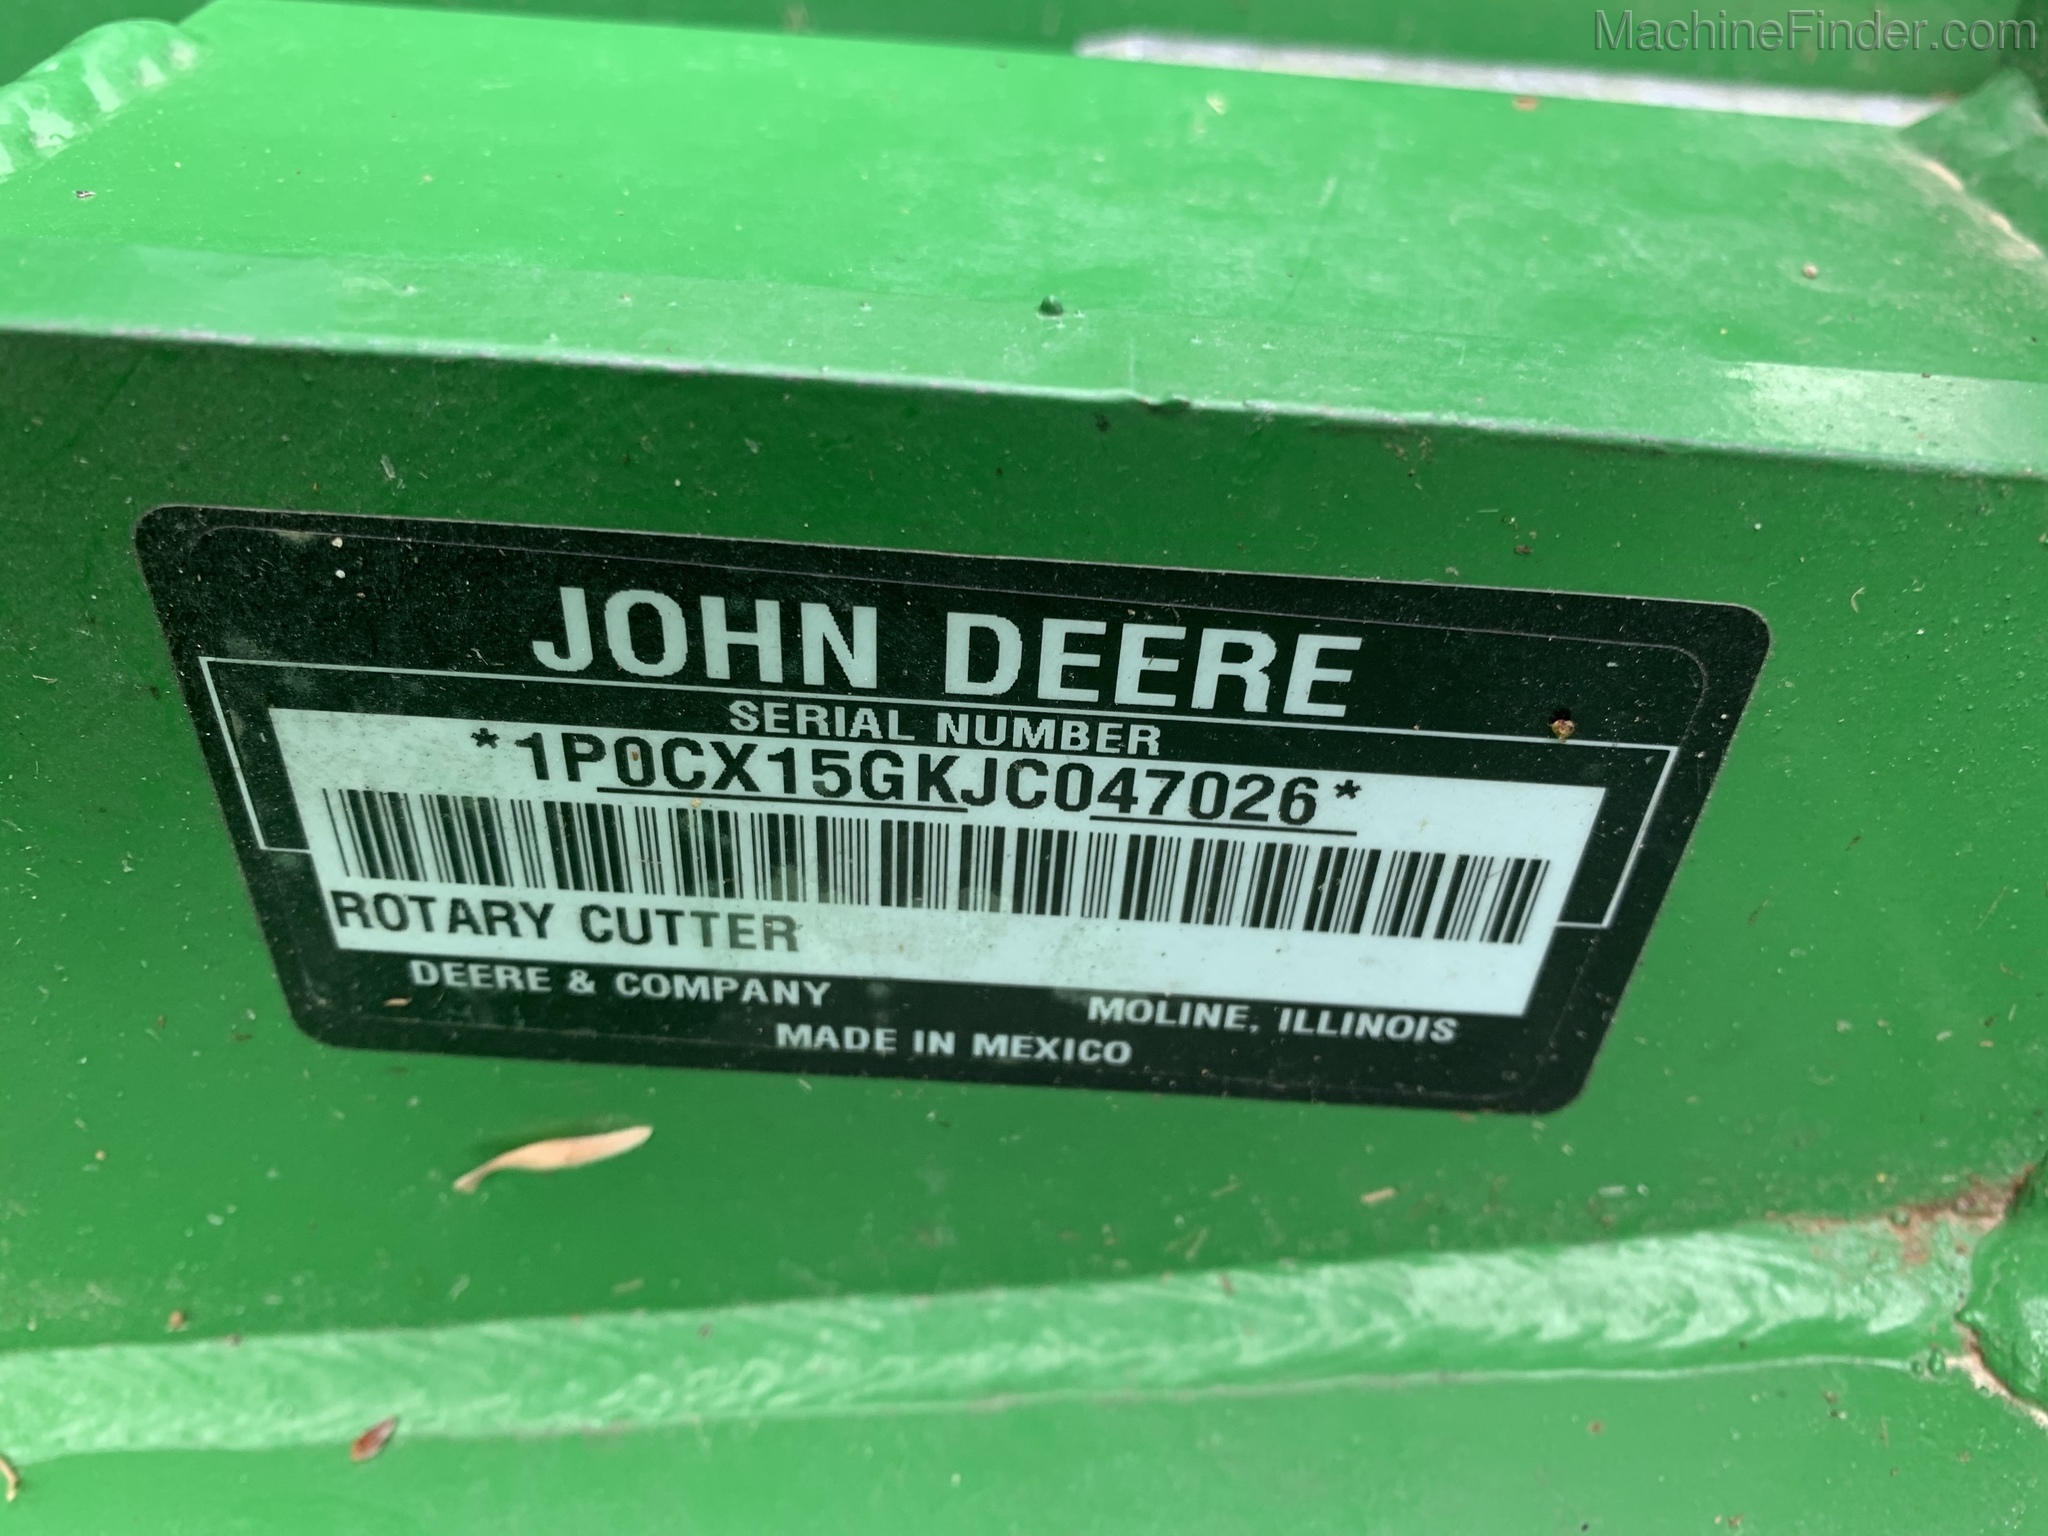 MachineFinder.com
JOHN DEERE
SERIAL NUMBER
*1P0CX15GKJC047026*
ROTARY CUTTER
DEERE & COMPANY MOLINE, ILLINOIS
MADE IN MEXICO